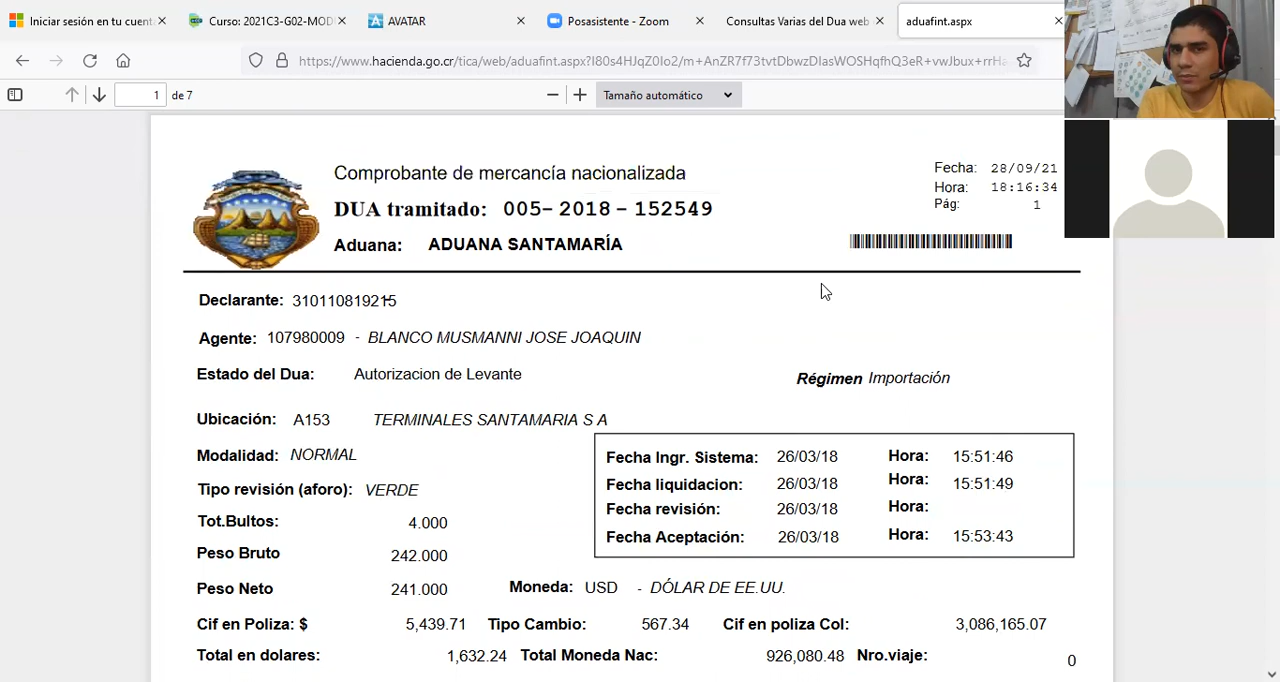 Iniciar sesión en tu cuenta
Curso: 2021C3-G02-MODI
AVATAR
Posasistente - Zoom
Consultas Varias del Dua web
aduafint.aspx
https://www.hacienda.go.cr/tica/web/aduafint.aspx?
1 de 7
Tamaño automático
Comprobante de mercancía nacionalizada
DUA tramitado: 005- 2018 - 152549
Aduana: ADUANA SANTAMARÍA
Fecha: 28/09/21
Hora: 18:16:34
Pág: 1
Declarante: 310110819215
Agente: 107980009 - BLANCO MUSMANNI JOSE JOAQUIN
Estado del Dua: Autorizacion de Levante
Régimen Importación
Ubicación: A153 TERMINALES SANTAMARIA S A
Modalidad: NORMAL
Tipo revisión (aforo): VERDE
Fecha Ingr. Sistema: 26/03/18 Hora: 15:51:46
Fecha liquidacion: 26/03/18 Hora: 15:51:49
Fecha revisión: 26/03/18 Hora:
Fecha Aceptación: 26/03/18 Hora: 15:53:43
Tot.Bultos: 4.000
Peso Bruto 242.000
Peso Neto 241.000 Moneda: USD - DÓLAR DE EE.UU.
Cif en Poliza: $ 5,439.71 Tipo Cambio: 567.34 Cif en poliza Col: 3,086,165.07
Total en dolares: 1,632.24 Total Moneda Nac: 926,080.48 Nro.viaje: 0